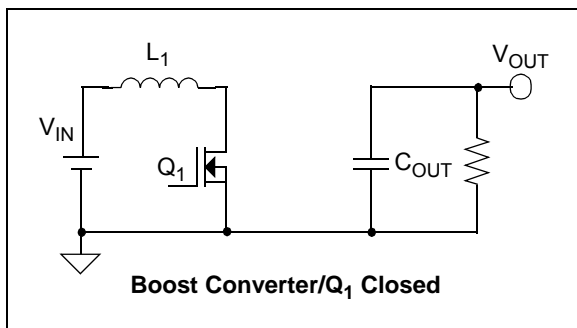 L1
VOUT
VIN
Q1
COUT
Boost Converter/Q1 Closed